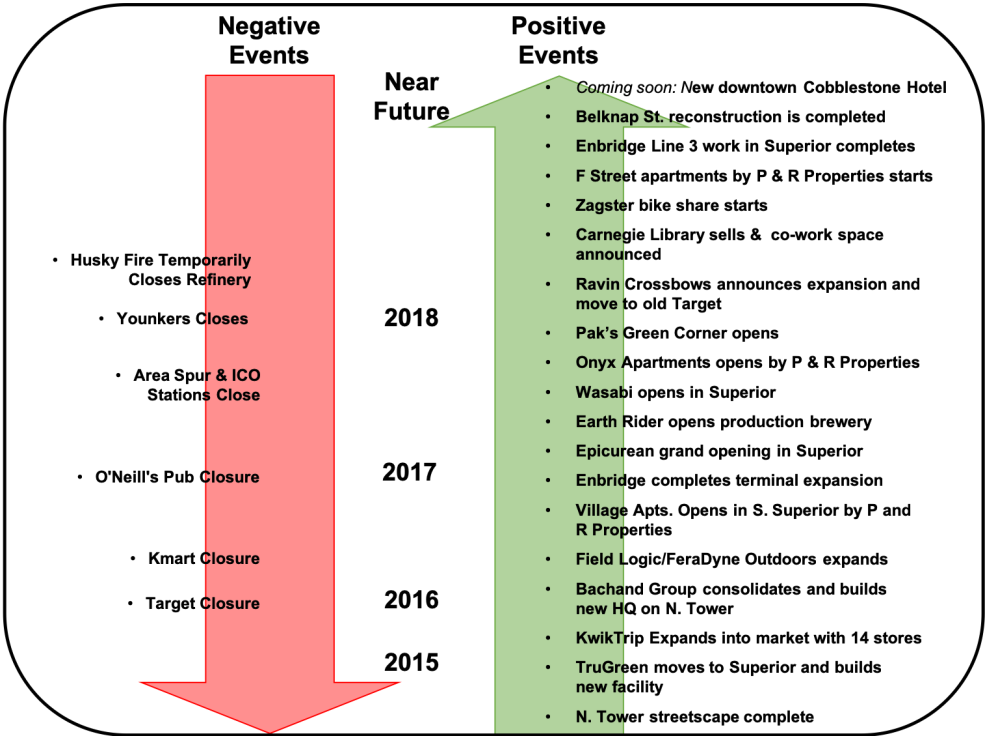 Negative
Events
Positive
Events
Near
Future
2018
2017
2016
2015
• Husky Fire Temporarily
Closes Refinery
• Younkers Closes
• Area Spur & ICO
Stations Close
• O'Neill's Pub Closure
• Kmart Closure
• Target Closure
• Coming soon: New downtown Cobblestone Hotel
• Belknap St. reconstruction is completed
• Enbridge Line 3 work in Superior completes
• F Street apartments by P & R Properties starts
• Zagster bike share starts
• Carnegie Library sells & co-work space
announced
• Ravin Crossbows announces expansion and
move to old Target
• Pak's Green Corner opens
• Onyx Apartments opens by P & R Properties
• Wasabi opens in Superior
• Earth Rider opens production brewery
• Epicurean grand opening in Superior
• Enbridge completes terminal expansion
• Village Apts. Opens in S. Superior by P and
R Properties
• Field Logic/FeraDyne Outdoors expands
• Bachand Group consolidates and builds
new HQ on N. Tower
• KwikTrip Expands into market with 14 stores
• TruGreen moves to Superior and builds
new facility
• N. Tower streetscape complete